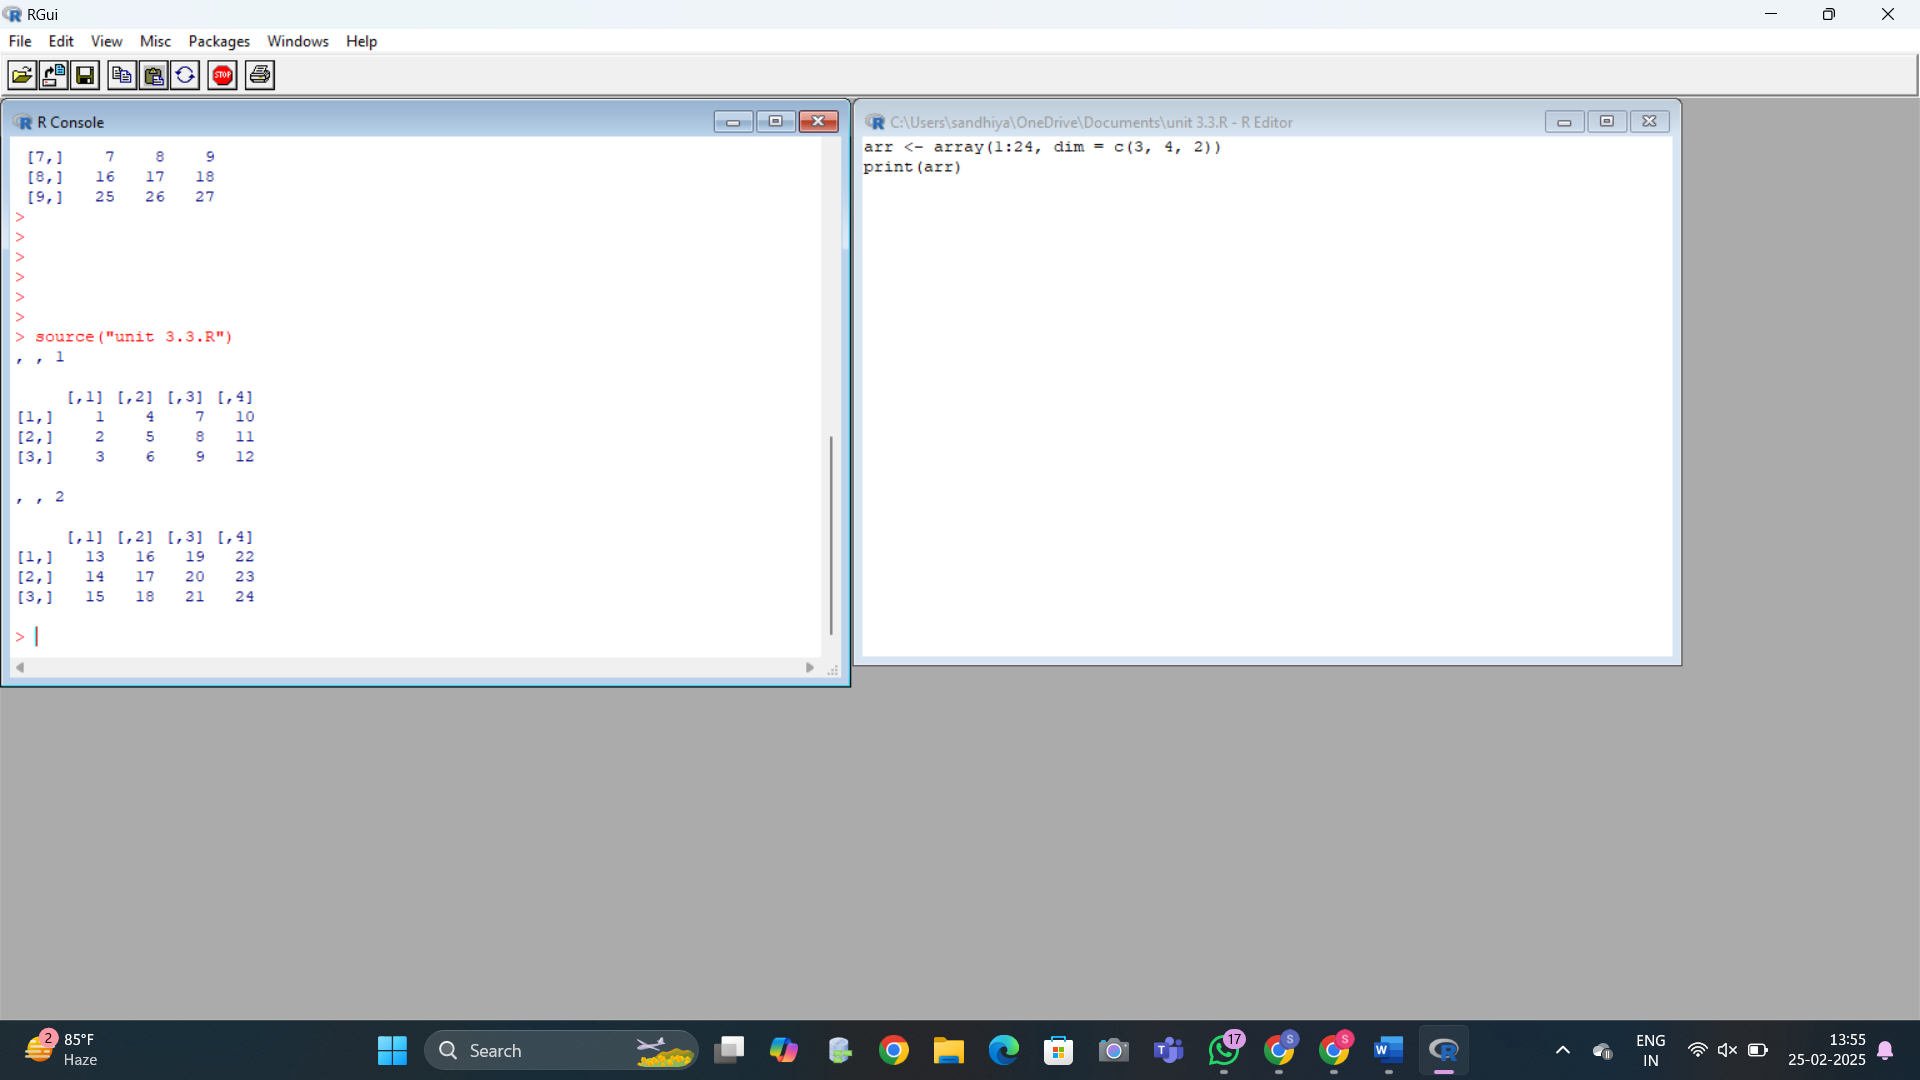 RGui
File Edit View Misc Packages Windows Help
STOP
R Console
[7,] 7 8 9
[8,] 16 17 18
[9,] 25 26 27
>
>
>
>
>
>
> source("unit 3.3.R")
, , 1
[,1] [,2] [,3] [,4]
[1,] 1 4 7 10
[2,] 2 5 8 11
[3,] 3 6 9 12
, , 2
[,1] [,2] [,3] [,4]
[1,] 13 16 19 22
[2,] 14 17 20 23
[3,] 15 18 21 24
>
C:\Users\sandhiya\OneDrive\Documents\unit 3.3.R - R Editor
arr <- array(1:24, dim = c(3, 4, 2))
print(arr)
2
85°F
Haze
Search
17
S
S
W
R
ENG
IN
13:55
25-02-2025